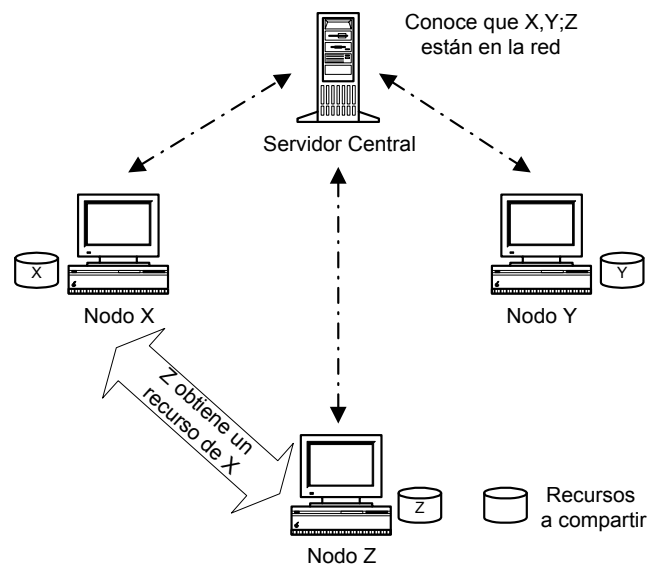 Conoce que X,Y;Z
están en la red
Servidor Central
X
Nodo X
Y
Nodo Y
Z obtiene un
recurso de X
Z
Nodo Z
Recursos
a compartir